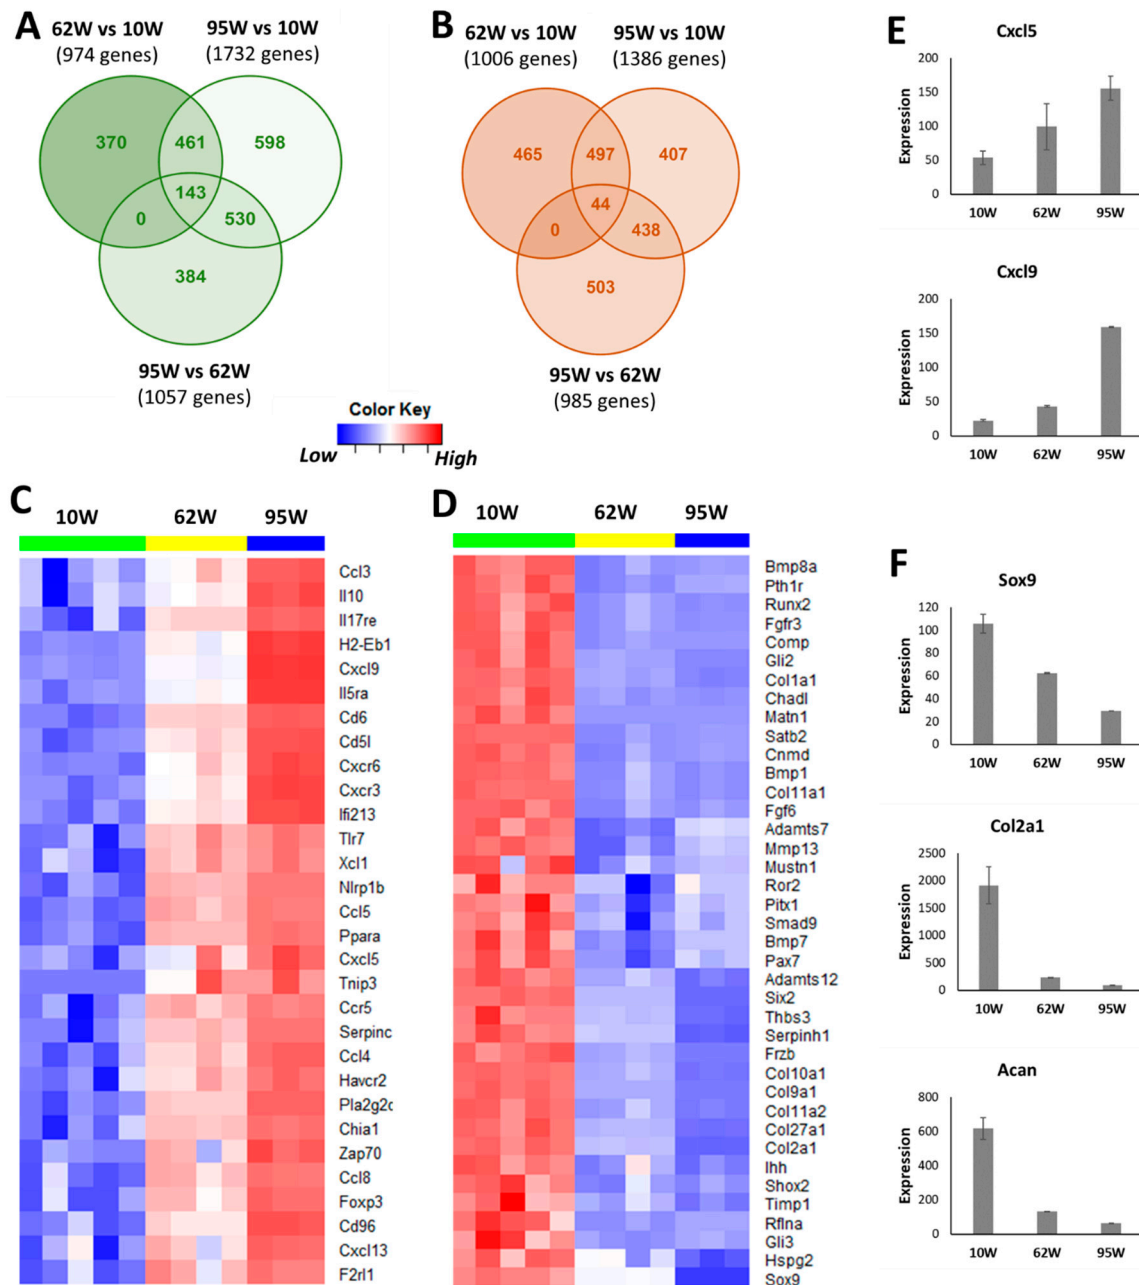 A
62W vs 10W
(974 genes)
95W vs 10W
(1732 genes)
370
461
598
143
0
530
384
95W vs 62W
(1057 genes)
B
62W vs 10W
(1006 genes)
95W vs 10W
(1386 genes)
465
497
407
44
0
438
503
95W vs 62W
(985 genes)
Color Key
Low
High
C
10W
62W
95W
Ccl3
Il10
Il17re
H2-Eb1
Cxcl9
Il5ra
Cd6
Cd5l
Cxcr6
Cxcr3
Ifi213
Tlr7
Xcl1
Nlrp1b
Ccl5
Ppara
Cxcl5
Tnip3
Ccr5
Serpinc
Ccl4
Havcr2
Pla2g2c
Chia1
Zap70
Ccl8
Foxp3
Cd96
Cxcl13
F2rl1
D
10W
62W
95W
Bmp8a
Pth1r
Runx2
Fgfr3
Comp
Gli2
Col1a1
Chadl
Matn1
Satb2
Cnmd
Bmp1
Col11a1
Fgf6
Adamts7
Mmp13
Mustn1
Ror2
Pitx1
Smad9
Bmp7
Pax7
Adamts12
Six2
Thbs3
Serpinh1
Frzb
Col10a1
Col9a1
Col11a2
Col27a1
Col2a1
Ihh
Shox2
Timp1
Rflna
Gli3
Hspg2
Sox9
E
Cxcl5
Expression
200
150
100
50
0
10W
62W
95W
Cxcl9
Expression
200
150
100
50
0
10W
62W
95W
F
Sox9
Expression
120
100
80
60
40
20
0
10W
62W
95W
Col2a1
Expression
2500
2000
1500
1000
500
0
10W
62W
95W
Acan
Expression
800
600
400
200
0
10W
62W
95W